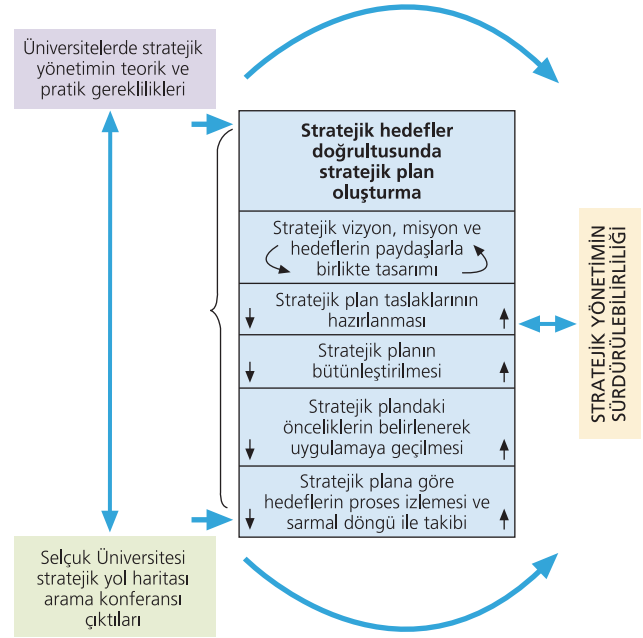 Üniversitelerde stratejik
yönetimin teorik ve
pratik gereklilikleri
Stratejik hedefler
doğrultusunda
stratejik plan
oluşturma
Stratejik vizyon, misyon ve
hedeflerin paydaşlarla
birlikte tasarımı
Stratejik plan taslaklarının
hazırlanması
Stratejik planın
bütünleştirilmesi
Stratejik plandaki
önceliklerin belirlenerek
uygulamaya geçilmesi
Stratejik plana göre
hedeflerin proses izlemesi ve
sarmal döngü ile takibi
STRATEJİK YÖNETİMİN
SÜRDÜRÜLEBİLİRLİLİĞİ
Selçuk Üniversitesi
stratejik yol haritası
arama konferansı
çıktıları